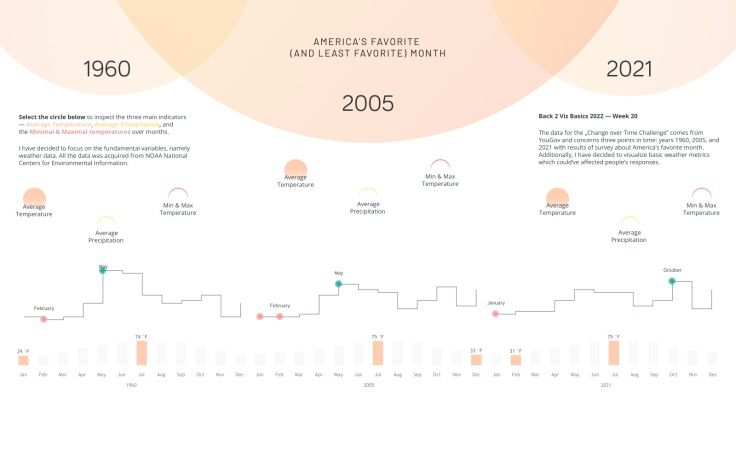 AMERICA'S FAVORITE
(AND LEAST FAVORITE) MONTH
1960
2005
2021
Select the circle below to inspect the three main indicators
— Average Temperature, Average Precipitation, and
the Minimal & Maximal temperatures over months.
I have decided to focus on the fundamental variables, namely
weather data. All the data was acquired from NOAA National
Centers for Environmental Information.
Back 2 Viz Basics 2022 — Week 20
The data for the „Change over Time Challenge" comes from
YouGov and concerns three points in time: years 1960, 2005, and
2021 with results of survey about America's favorite month.
Additionally, I have decided to visualize basic weather metrics
which could've affected people's responses.
Average
Temperature
Average
Precipitation
Min & Max
Temperature
Average
Temperature
Average
Precipitation
Min & Max
Temperature
Average
Temperature
Average
Precipitation
Min & Max
Temperature
February
May
February
May
January
October
29 °F
74 °F
75 °F
33 °F
31 °F
75 °F
Jan Feb Mar Apr May Jun Jul Aug Sep Oct Nov Dec
Jan Feb Mar Apr May Jun Jul Aug Sep Oct Nov Dec
Jan Feb Mar Apr May Jun Jul Aug Sep Oct Nov Dec
1960
2005
2021